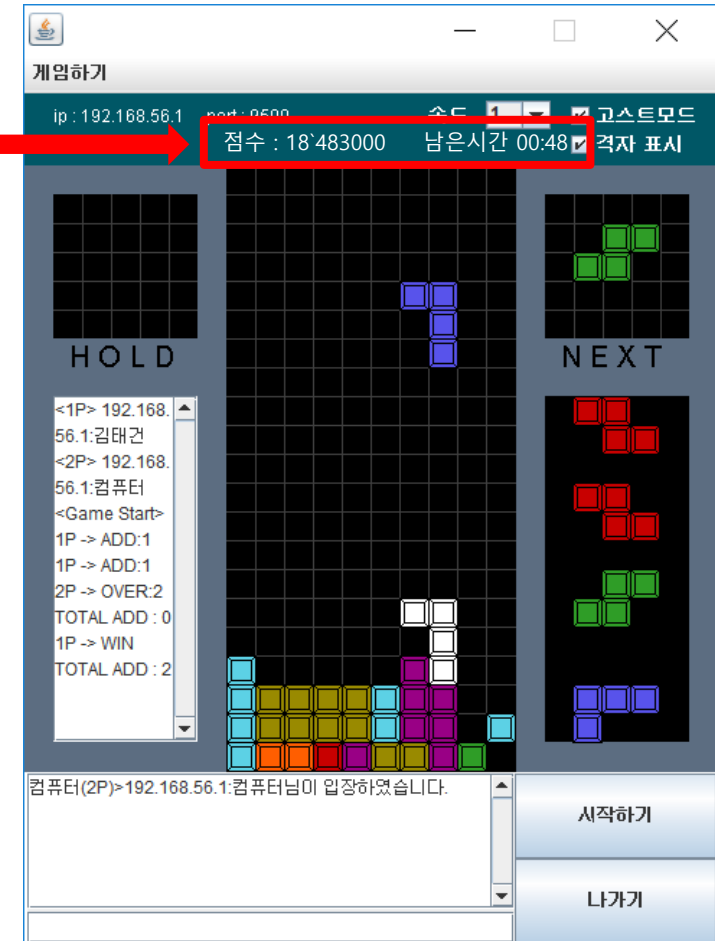 게임하기
ip : 192.168.56.1 port : 9500 속도 1 고스트모드
점수 : 18`483000 남은시간 00:48 격자 표시
HOLD
NEXT
<1P> 192.168.
56.1:김태건
<2P> 192.168.
56.1:컴퓨터
<Game Start>
1P -> ADD:1
1P -> ADD:1
2P -> OVER:2
TOTAL ADD : 0
1P -> WIN
TOTAL ADD : 2
컴퓨터(2P)>192.168.56.1:컴퓨터님이 입장하였습니다.
시작하기
나가기